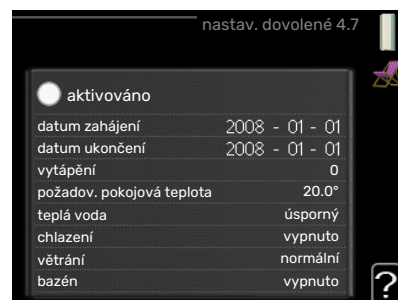 nastav. dovolené 4.7
aktivováno
datum zahájení 2008 - 01 - 01
datum ukončení 2008 - 01 - 01
vytápění 0
požadov. pokojová teplota 20.0°
teplá voda úsporný
chlazení vypnuto
větrání normální
bazén vypnuto
?